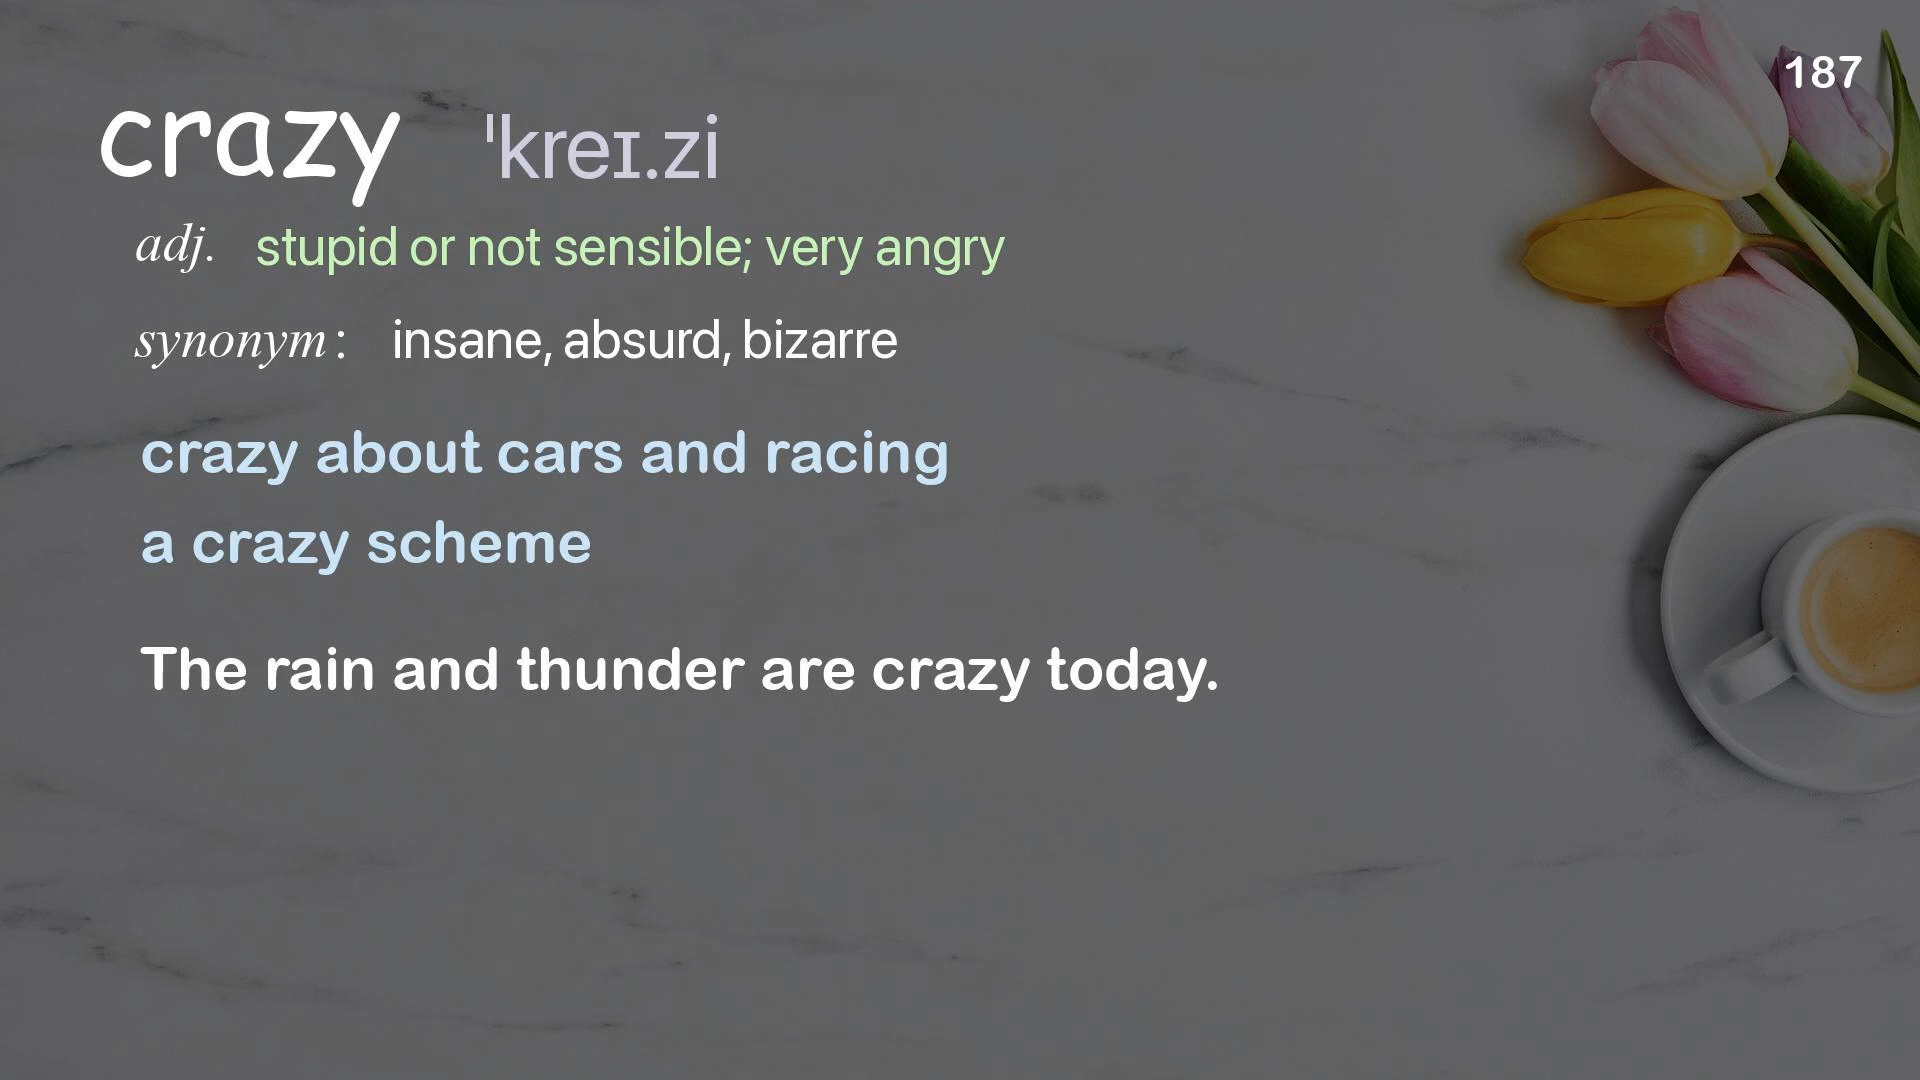 187
crazy ˈkreɪ.zi
adj. stupid or not sensible; very angry
synonym: insane, absurd, bizarre
crazy about cars and racing
a crazy scheme
The rain and thunder are crazy today.